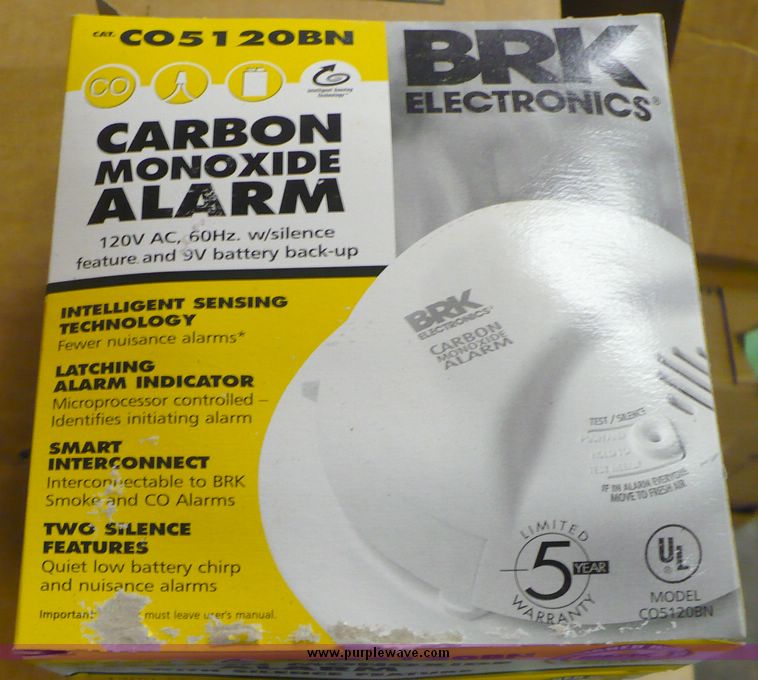 CAT. CO5120BN
CO
Intelligent Sensing
Technology™
CARBON
MONOXIDE
ALARM
120V AC, 60Hz. w/silence
feature and 9V battery back-up
BRK
ELECTRONICS®
INTELLIGENT SENSING
TECHNOLOGY
Fewer nuisance alarms*
LATCHING
ALARM INDICATOR
Microprocessor controlled –
Identifies initiating alarm
SMART
INTERCONNECT
Interconnectable to BRK
Smoke and CO Alarms
TWO SILENCE
FEATURES
Quiet low battery chirp
and nuisance alarms
Important: must leave user's manual.
BRK
ELECTRONICS®
CARBON
MONOXIDE
ALARM
TEST / SILENCE
IF IN ALARM EVERYONE
MOVE TO FRESH AIR
LIMITED
5 YEAR
WARRANTY
UL
®
MODEL
CO5120BN
www.purplewave.com
ALARM